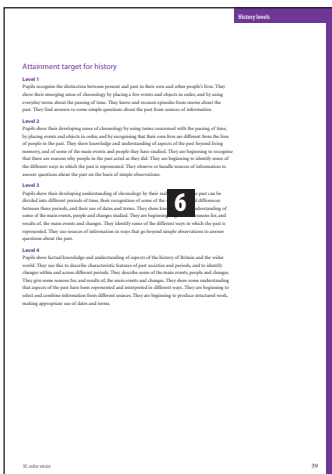 History levels
Attainment target for history
Level 1
Pupils recognise the distinction between present and past in their own and other people's lives. They
show their emerging sense of chronology by placing a few events and objects in order, and by using
everyday terms about the passing of time. They know and recount episodes from stories about the
past. They find answers to some simple questions about the past from sources of information.
Level 2
Pupils show their developing sense of chronology by using terms concerned with the passing of time,
by placing events and objects in order, and by recognising that their own lives are different from the lives
of people in the past. They show knowledge and understanding of aspects of the past beyond living
memory, and of some of the main events and people they have studied. They are beginning to recognise
that there are reasons why people in the past acted as they did. They are beginning to identify some of
the different ways in which the past is represented. They observe or handle sources of information to
answer questions about the past on the basis of simple observations.
Level 3
Pupils show their developing understanding of chronology by their past can be
divided into different periods of time, their recognition of some of the differences
between these periods, and their use of dates and terms. They show understanding of
some of the main events, people and changes studied. They are beginning for, and
results of, the main events and changes. They identify some of the different ways in which the past is
represented. They use sources of information in ways that go beyond simple observations to answer
questions about the past.
6
Level 4
Pupils show factual knowledge and understanding of aspects of the history of Britain and the wider
world. They use this to describe characteristic features of past societies and periods, and to identify
changes within and across different periods. They describe some of the main events, people and changes.
They give some reasons for, and results of, the main events and changes. They show some understanding
that aspects of the past have been represented and interpreted in different ways. They are beginning to
select and combine information from different sources. They are beginning to produce structured work,
making appropriate use of dates and terms.
39